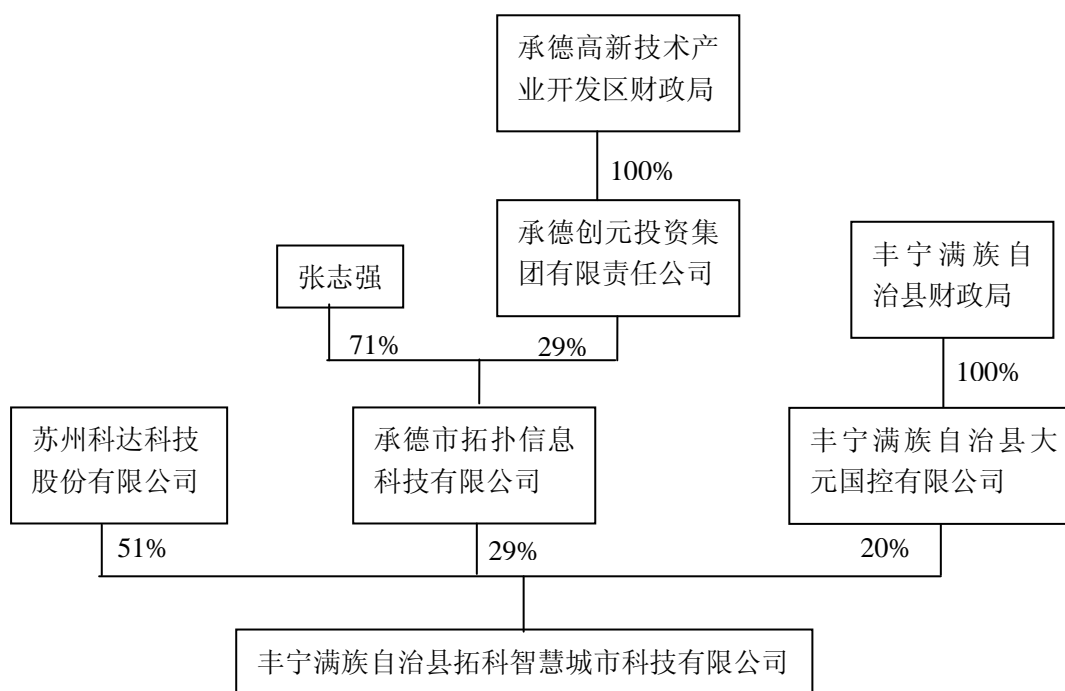 承德高新技术产
业开发区财政局
100%
承德创元投资集
团有限责任公司
张志强
丰宁满族自
治县财政局
71%
29%
100%
苏州科达科技
股份有限公司
承德市拓扑信息
科技有限公司
丰宁满族自治县大
元国控有限公司
51%
29%
20%
丰宁满族自治县拓科智慧城市科技有限公司